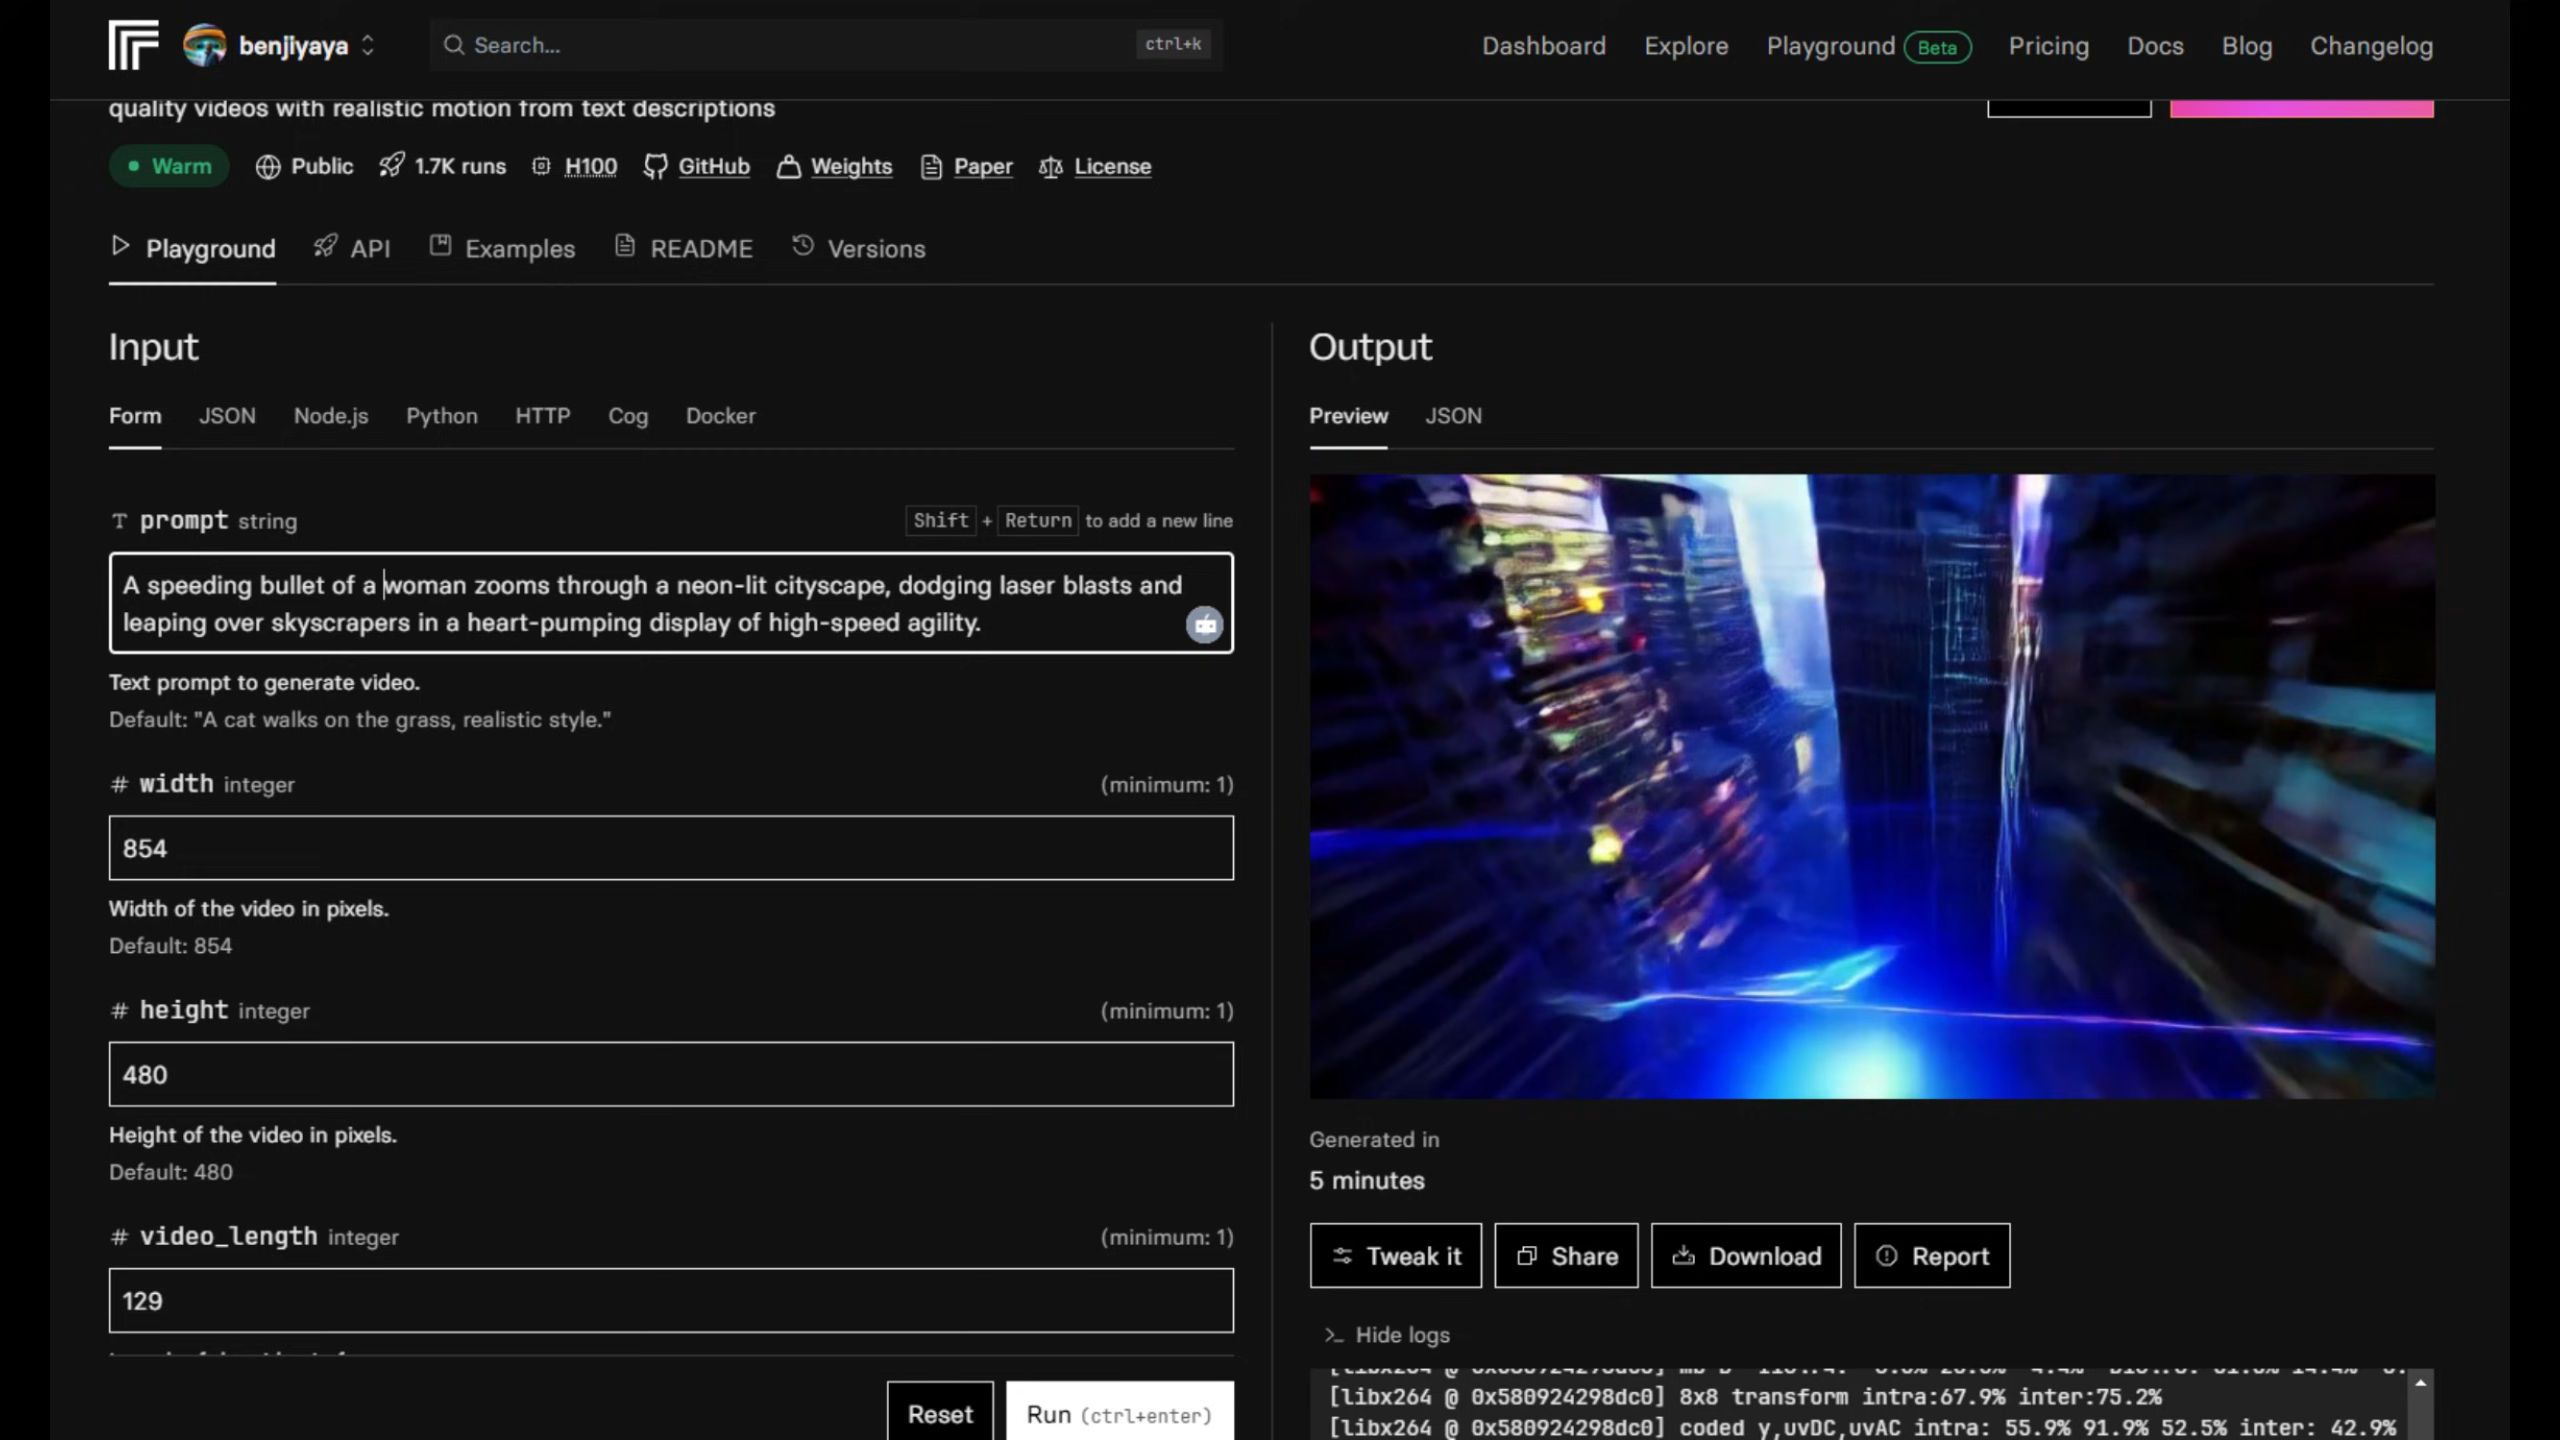 benjiyaya
Search...
ctrl+k
Dashboard
Explore
Playground Beta
Pricing
Docs
Blog
Changelog
quality videos with realistic motion from text descriptions
Warm
Public
1.7K runs
H100
GitHub
Weights
Paper
License
Playground
API
Examples
README
Versions
Input
Form
JSON
Node.js
Python
HTTP
Cog
Docker
prompt string
Shift + Return to add a new line
A speeding bullet of a woman zooms through a neon-lit cityscape, dodging laser blasts and
leaping over skyscrapers in a heart-pumping display of high-speed agility.
Text prompt to generate video.
Default: "A cat walks on the grass, realistic style."
# width integer
(minimum: 1)
854
Width of the video in pixels.
Default: 854
# height integer
(minimum: 1)
480
Height of the video in pixels.
Default: 480
# video_length integer
(minimum: 1)
129
Reset
Run (ctrl+enter)
Output
Preview
JSON
Generated in
5 minutes
Tweak it
Share
Download
Report
Hide logs
[libx264 @ 0x580924298dc0] 8x8 transform intra:67.9% inter:75.2%
[libx264 @ 0x580924298dc0] coded y,uvDC,uvAC intra: 55.9% 91.9% 52.5% inter: 42.9%